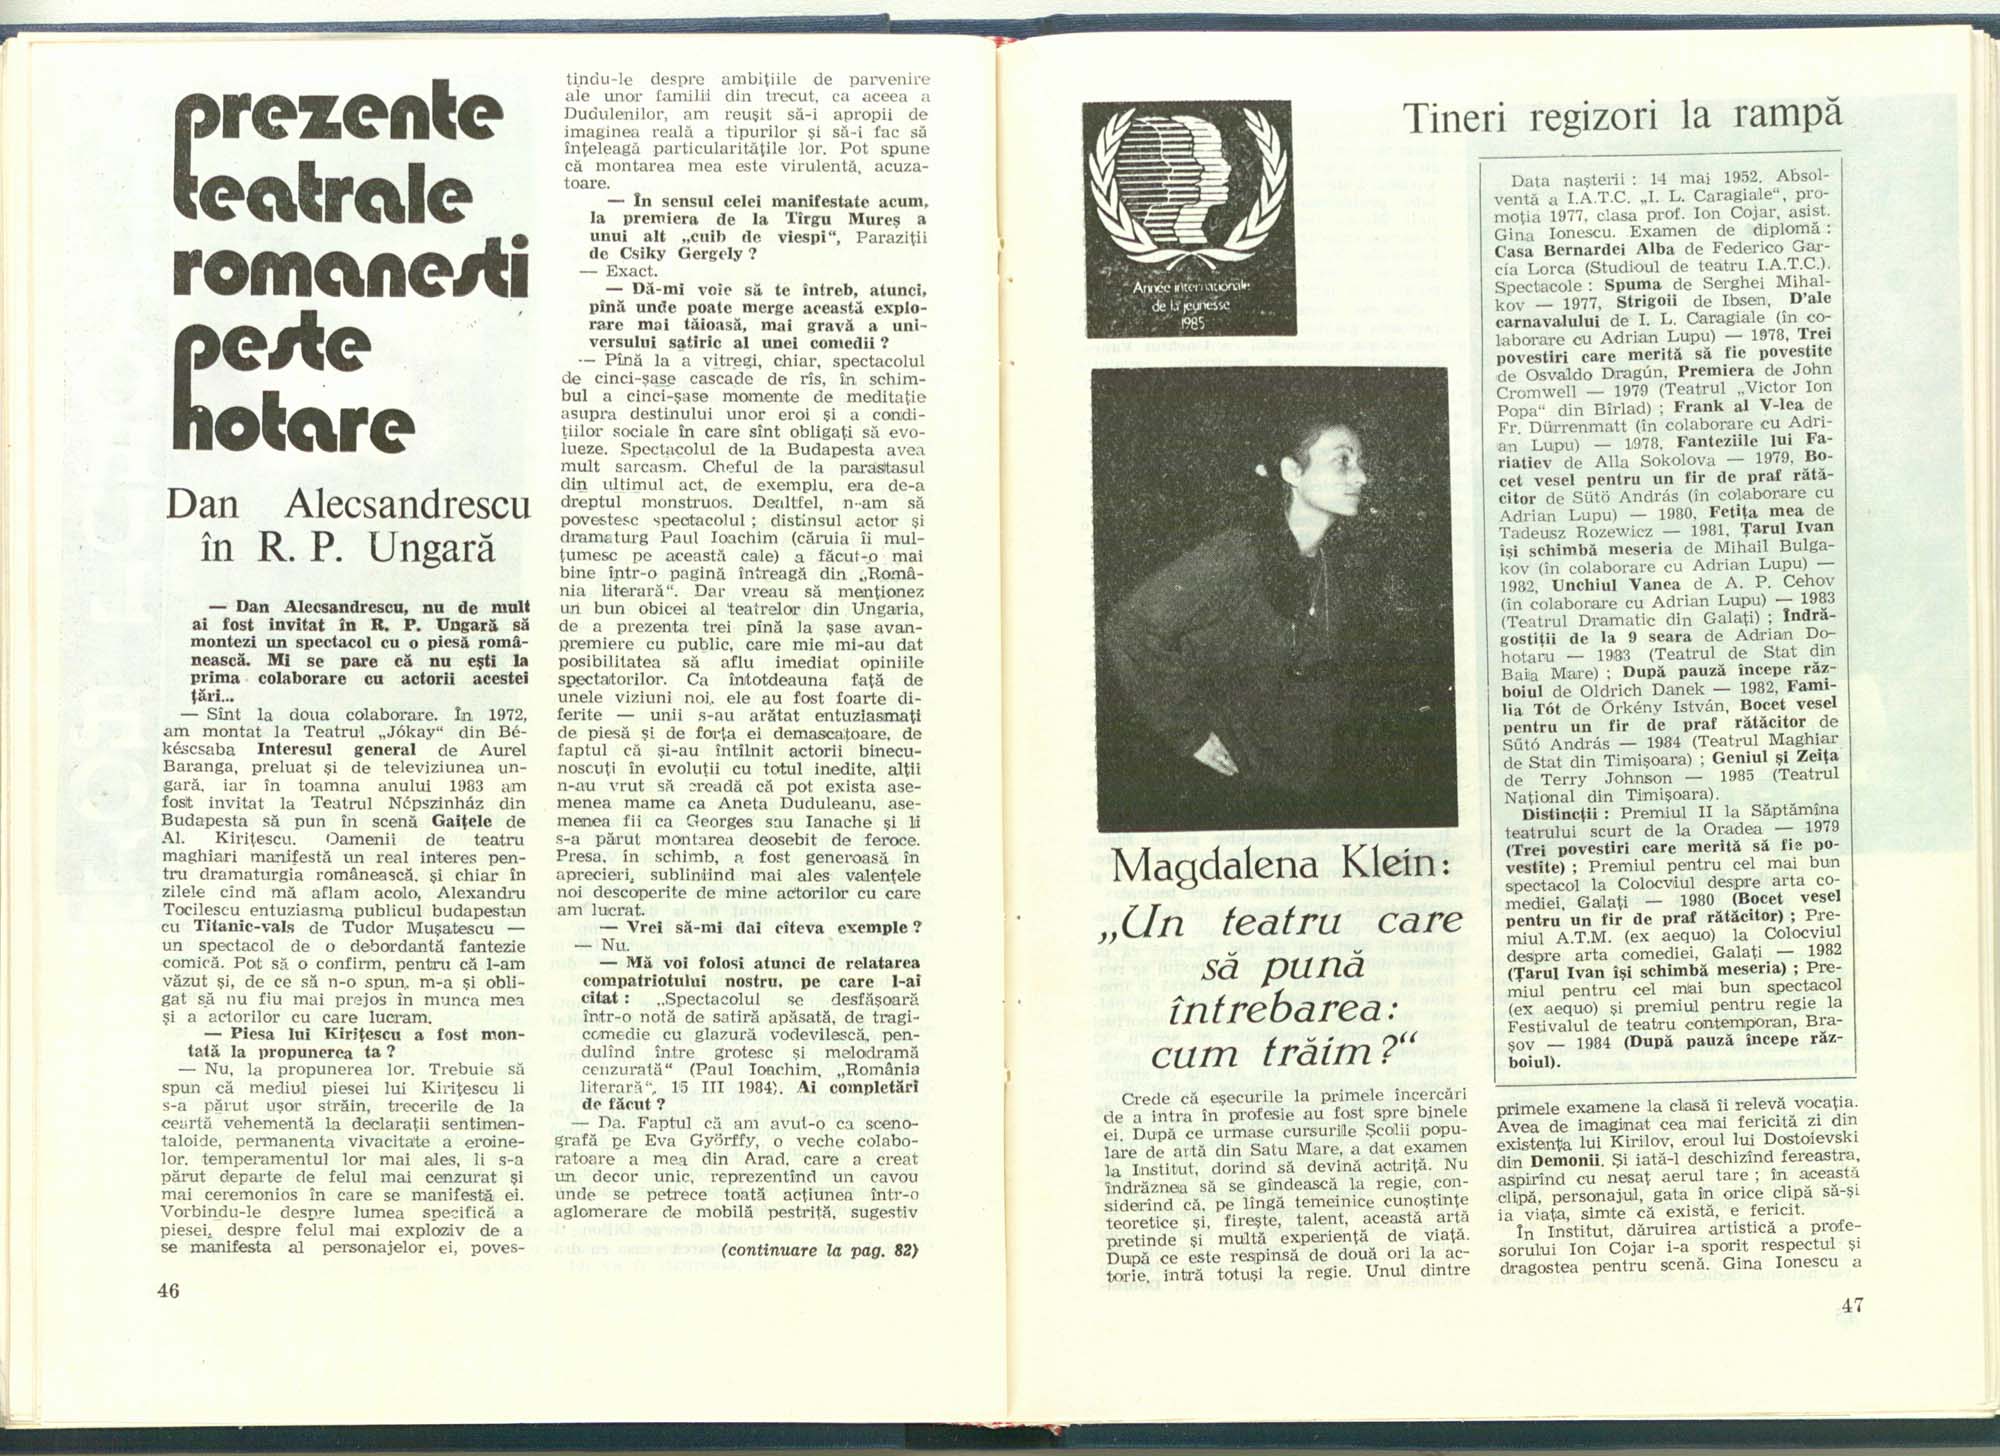 prezente
teatrale
romanesti
peste
hotare
Dan Alecsandrescu
în R. P. Ungară
— Dan Alecsandrescu, nu de mult
ai fost invitat în R. P. Ungară să
montezi un spectacol cu o piesă româ-
nească. Mi se pare că nu ești la
prima colaborare cu actorii acestei
țări...
— Sînt la doua colaborare. În 1972,
am montat la Teatrul „Jókay" din Bé-
késcsaba Interesul general de Aurel
Baranga, preluat și de televiziunea un-
gară, iar în toamna anului 1983 am
fost invitat la Teatrul Népszinház din
Budapesta să pun în scenă Gaițele de
Al. Kirițescu. Oamenii de teatru
maghiari manifestă un real interes pen-
tru dramaturgia românească, și chiar în
zilele cînd mă aflam acolo, Alexandru
Tocilescu entuziasma publicul budapestan
cu Titanic-vals de Tudor Mușatescu —
un spectacol de o debordantă fantezie
comică. Pot să o confirm, pentru că l-am
văzut și, de ce să n-o spun, m-a și obli-
gat să nu fiu mai prejos în munca mea
și a actorilor cu care lucram.
— Piesa lui Kirițescu a fost mon-
tată la propunerea ta ?
— Nu, la propunerea lor. Trebuie să
spun că mediul piesei lui Kirițescu li
s-a părut ușor străin, trecerile de la
ceartă vehementă la declarații sentimen-
taloide, permanenta vivacitate a eroine-
lor, temperamentul lor mai ales, li s-a
părut departe de felul mai cenzurat și
mai ceremonios în care se manifestă ei.
Vorbindu-le despre lumea specifică a
piesei, despre felul mai exploziv de a
se manifesta al personajelor ei, poves-
tindu-le despre ambițiile de parvenire
ale unor familii din trecut, ca aceea a
Dudulenilor, am reușit să-i apropii de
imaginea reală a tipurilor și să-i fac să
înțeleagă particularitățile lor. Pot spune
că montarea mea este virulentă, acuza-
toare.
— În sensul celei manifestate acum,
la premiera de la Tîrgu Mureș a
unui alt „cuib de viespi", Paraziții
de Csiky Gergely ?
— Exact.
— Dă-mi voie să te întreb, atunci,
pînă unde poate merge această explo-
rare mai tăioasă, mai gravă a uni-
versului satiric al unei comedii ?
— Pînă la a vitregi, chiar, spectacolul
de cinci-șase cascade de rîs, în schim-
bul a cinci-șase momente de meditație
asupra destinului unor eroi și a condi-
țiilor sociale în care sînt obligați să evo-
lueze. Spectacolul de la Budapesta avea
mult sarcasm. Cheful de la parastasul
din ultimul act, de exemplu, era de-a
dreptul monstruos. Dealtfel, n-am să
povestesc spectacolul ; distinsul actor și
dramaturg Paul Ioachim (căruia îi mul-
țumesc pe această cale) a făcut-o mai
bine într-o pagină întreagă din „Româ-
nia literară". Dar vreau să menționez
un bun obicei al teatrelor din Ungaria,
de a prezenta trei pînă la șase avan-
premiere cu public, care mie mi-au dat
posibilitatea să aflu imediat opiniile
spectatorilor. Ca întotdeauna față de
unele viziuni noi, ele au fost foarte di-
ferite — unii s-au arătat entuziasmați
de piesă și de forța ei demascatoare, de
faptul că și-au întîlnit actorii binecu-
noscuți în evoluții cu totul inedite, alții
n-au vrut să creadă că pot exista ase-
menea mame ca Aneta Duduleanu, ase-
menea fii ca Georges sau Ianache și li
s-a părut montarea deosebit de feroce.
Presa, în schimb, a fost generoasă în
aprecieri, subliniind mai ales valențele
noi descoperite de mine actorilor cu care
am lucrat.
— Vrei să-mi dai cîteva exemple ?
— Nu.
— Mă voi folosi atunci de relatarea
compatriotului nostru, pe care l-ai
citat : „Spectacolul se desfășoară
într-o notă de satiră apăsată, de tragi-
comedie cu glazură vodevilescă, pen-
dulînd între grotesc și melodramă
cenzurată" (Paul Ioachim, „România
literară", 15 III 1984). Ai completări
de făcut ?
— Da. Faptul că am avut-o ca sceno-
grafă pe Eva Györffy, o veche colabo-
ratoare a mea din Arad, care a creat
un decor unic, reprezentînd un cavou
unde se petrece toată acțiunea într-o
aglomerare de mobilă pestriță, sugestiv
(continuare la pag. 82)
46
Année internationale
de la jeunesse
1985
Tineri regizori la rampă
Data nașterii : 14 mai 1952. Absol-
ventă a I.A.T.C. „I. L. Caragiale", pro-
moția 1977, clasa prof. Ion Cojar, asist.
Gina Ionescu. Examen de diplomă :
Casa Bernardei Alba de Federico Gar-
cía Lorca (Studioul de teatru I.A.T.C.).
Spectacole : Spuma de Serghei Mihal-
kov — 1977, Strigoii de Ibsen, D'ale
carnavalului de I. L. Caragiale (în co-
laborare cu Adrian Lupu) — 1978, Trei
povestiri care merită să fie povestite
de Osvaldo Dragún, Premiera de John
Cromwell — 1979 (Teatrul „Victor Ion
Popa" din Bîrlad) ; Frank al V-lea de
Fr. Dürrenmatt (în colaborare cu Adri-
an Lupu) — 1978, Fanteziile lui Fa-
riatiev de Alla Sokolova — 1979, Bo-
cet vesel pentru un fir de praf rătă-
citor de Sütö András (în colaborare cu
Adrian Lupu) — 1980, Fetița mea de
Tadeusz Rozewicz — 1981, Țarul Ivan
își schimbă meseria de Mihail Bulga-
kov (în colaborare cu Adrian Lupu) —
1982, Unchiul Vanea de A. P. Cehov
(în colaborare cu Adrian Lupu) — 1983
(Teatrul Dramatic din Galați) ; Îndră-
gostiții de la 9 seara de Adrian Do-
hotaru — 1983 (Teatrul de Stat din
Baia Mare) ; După pauză începe răz-
boiul de Oldrich Danek — 1982, Fami-
lia Tót de Örkény István, Bocet vesel
pentru un fir de praf rătăcitor de
Sütó András — 1984 (Teatrul Maghiar
de Stat din Timișoara) ; Geniul și Zeița
de Terry Johnson — 1985 (Teatrul
Național din Timișoara).
Distincții : Premiul II la Săptămîna
teatrului scurt de la Oradea — 1979
(Trei povestiri care merită să fie po-
vestite) ; Premiul pentru cel mai bun
spectacol la Colocviul despre arta co-
mediei, Galați — 1980 (Bocet vesel
pentru un fir de praf rătăcitor) ; Pre-
miul A.T.M. (ex aequo) la Colocviul
despre arta comediei, Galați — 1982
(Țarul Ivan își schimbă meseria) ; Pre-
miul pentru cel mai bun spectacol
(ex aequo) și premiul pentru regie la
Festivalul de teatru contemporan, Bra-
șov — 1984 (După pauză începe răz-
boiul).
Magdalena Klein:
„Un teatru care
să pună
întrebarea:
cum trăim?"
Crede că eșecurile la primele încercări
de a intra în profesie au fost spre binele
ei. După ce urmase cursurile Școlii popu-
lare de artă din Satu Mare, a dat examen
la Institut, dorind să devină actriță. Nu
îndrăznea să se gîndească la regie, con-
siderînd că, pe lîngă temeinice cunoștințe
teoretice și, firește, talent, această artă
pretinde și multă experiență de viață.
După ce este respinsă de două ori la ac-
torie, intră totuși la regie. Unul dintre
primele examene la clasă îi relevă vocația.
Avea de imaginat cea mai fericită zi din
existența lui Kirilov, eroul lui Dostoievski
din Demonii. Și iată-l deschizînd fereastra,
aspirînd cu nesaț aerul tare ; în această
clipă, personajul, gata în orice clipă să-și
ia viața, simte că există, e fericit.
În Institut, dăruirea artistică a profe-
sorului Ion Cojar i-a sporit respectul și
dragostea pentru scenă. Gina Ionescu a
47